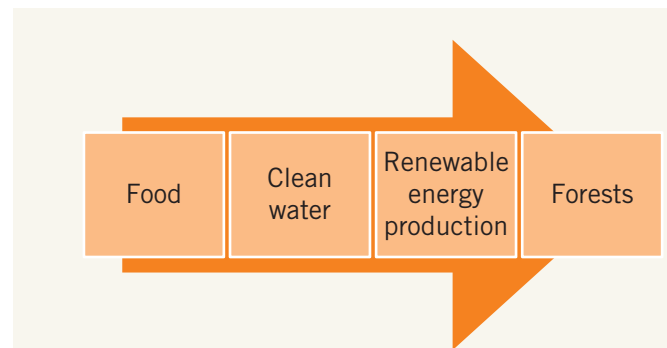 Food
Clean
water
Renewable
energy
production
Forests